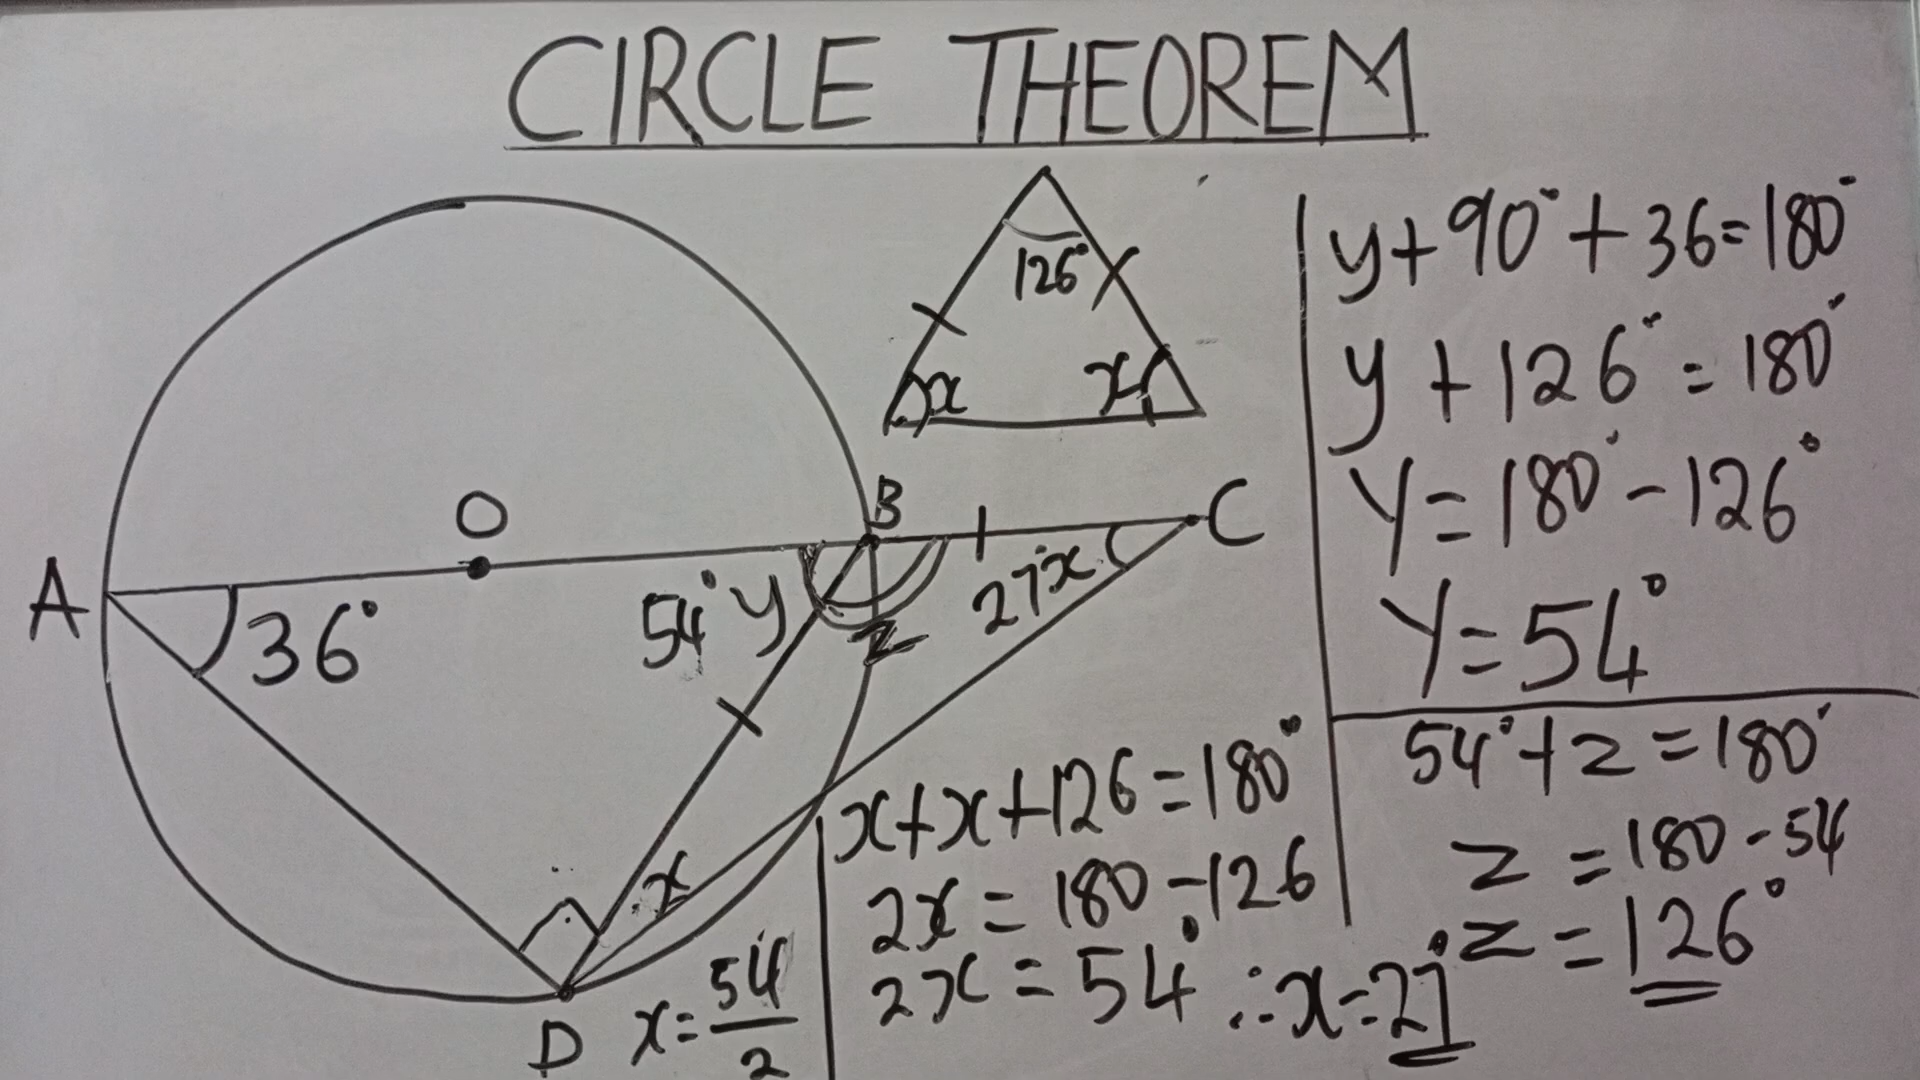 CIRCLE THEOREM
126°
x x
A
O
B
C
D
36°
54° y
z
27° x
x
y + 90° + 36 = 180°
y + 126° = 180°
Y = 180° - 126°
Y = 54°
54° + z = 180°
z = 180 - 54
z = 126°
x + x + 126 = 180°
2x = 180 - 126
2x = 54°
x = 54/2
∴ x = 27°